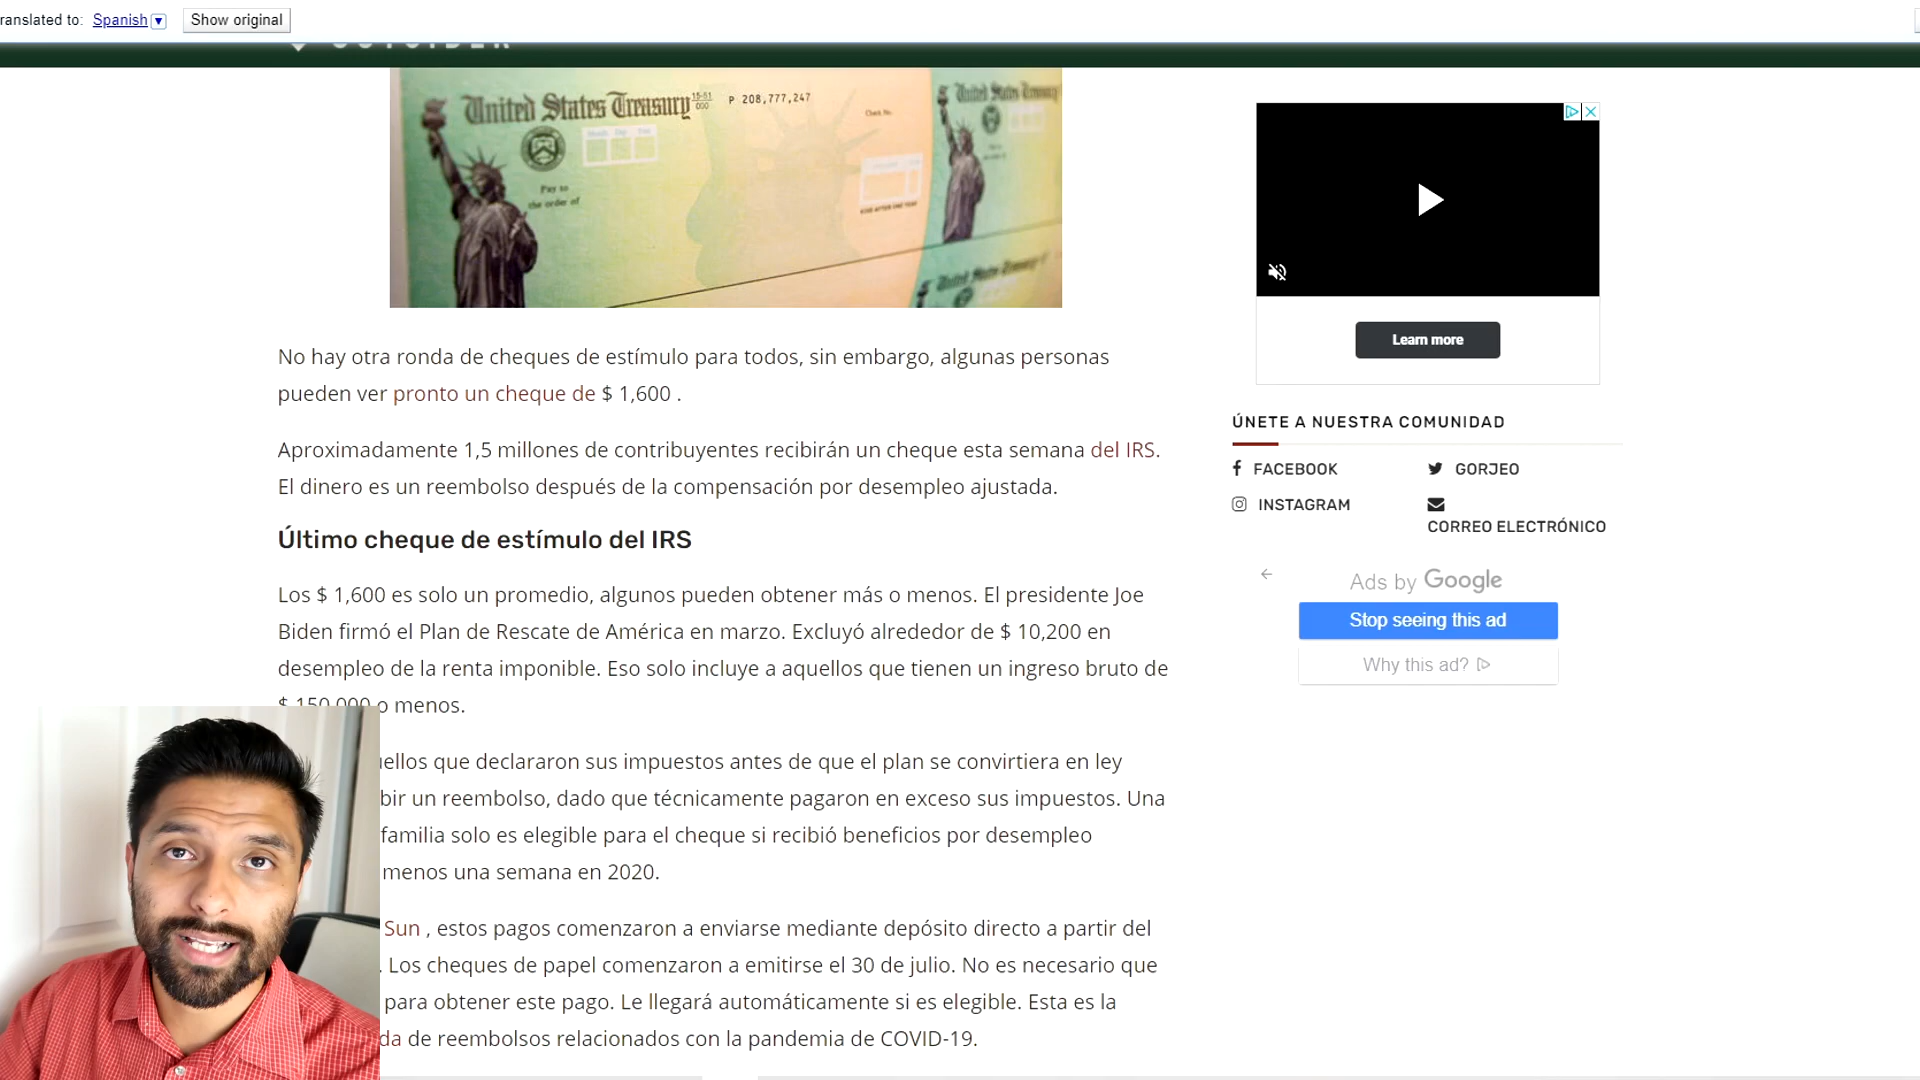 ranslated to: Spanish Show original
OUTSIDER
United States Treasury 15-51 000 P 208,777,247
United States Treasury
Check No.
Month Day Year
Pay to
the order of
United States Treasury
No hay otra ronda de cheques de estímulo para todos, sin embargo, algunas personas
pueden ver pronto un cheque de $ 1,600 .
Aproximadamente 1,5 millones de contribuyentes recibirán un cheque esta semana del IRS.
El dinero es un reembolso después de la compensación por desempleo ajustada.
Último cheque de estímulo del IRS
Los $ 1,600 es solo un promedio, algunos pueden obtener más o menos. El presidente Joe
Biden firmó el Plan de Rescate de América en marzo. Excluyó alrededor de $ 10,200 en
desempleo de la renta imponible. Eso solo incluye a aquellos que tienen un ingreso bruto de
$ 150,000 o menos.
uellos que declararon sus impuestos antes de que el plan se convirtiera en ley
bir un reembolso, dado que técnicamente pagaron en exceso sus impuestos. Una
familia solo es elegible para el cheque si recibió beneficios por desempleo
menos una semana en 2020.
Sun , estos pagos comenzaron a enviarse mediante depósito directo a partir del
. Los cheques de papel comenzaron a emitirse el 30 de julio. No es necesario que
para obtener este pago. Le llegará automáticamente si es elegible. Esta es la
da de reembolsos relacionados con la pandemia de COVID-19.
Learn more
ÚNETE A NUESTRA COMUNIDAD
FACEBOOK
GORJEO
INSTAGRAM
CORREO ELECTRÓNICO
Ads by Google
Stop seeing this ad
Why this ad?